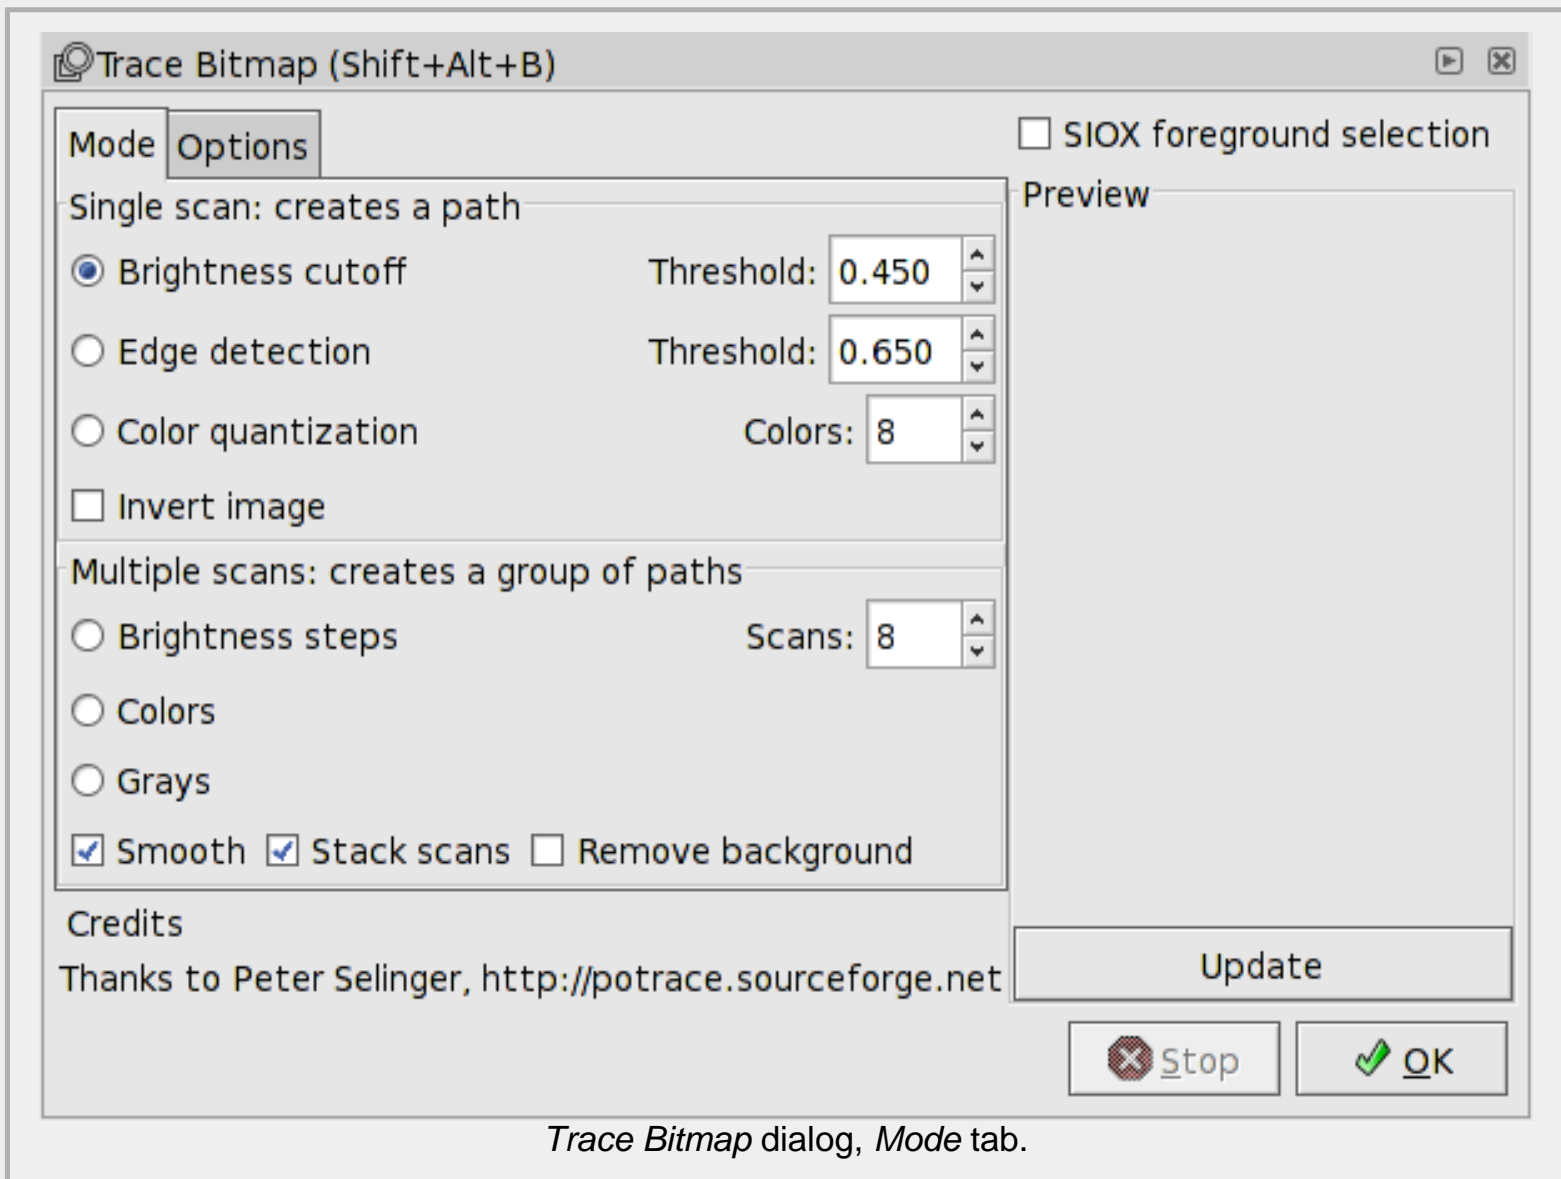 Trace Bitmap (Shift+Alt+B)
Mode Options
SIOX foreground selection
Single scan: creates a path
Brightness cutoff Threshold: 0.450
Edge detection Threshold: 0.650
Color quantization Colors: 8
Invert image
Multiple scans: creates a group of paths
Brightness steps Scans: 8
Colors
Grays
Smooth Stack scans Remove background
Credits
Thanks to Peter Selinger, http://potrace.sourceforge.net
Preview
Update
Stop OK
Trace Bitmap dialog, Mode tab.